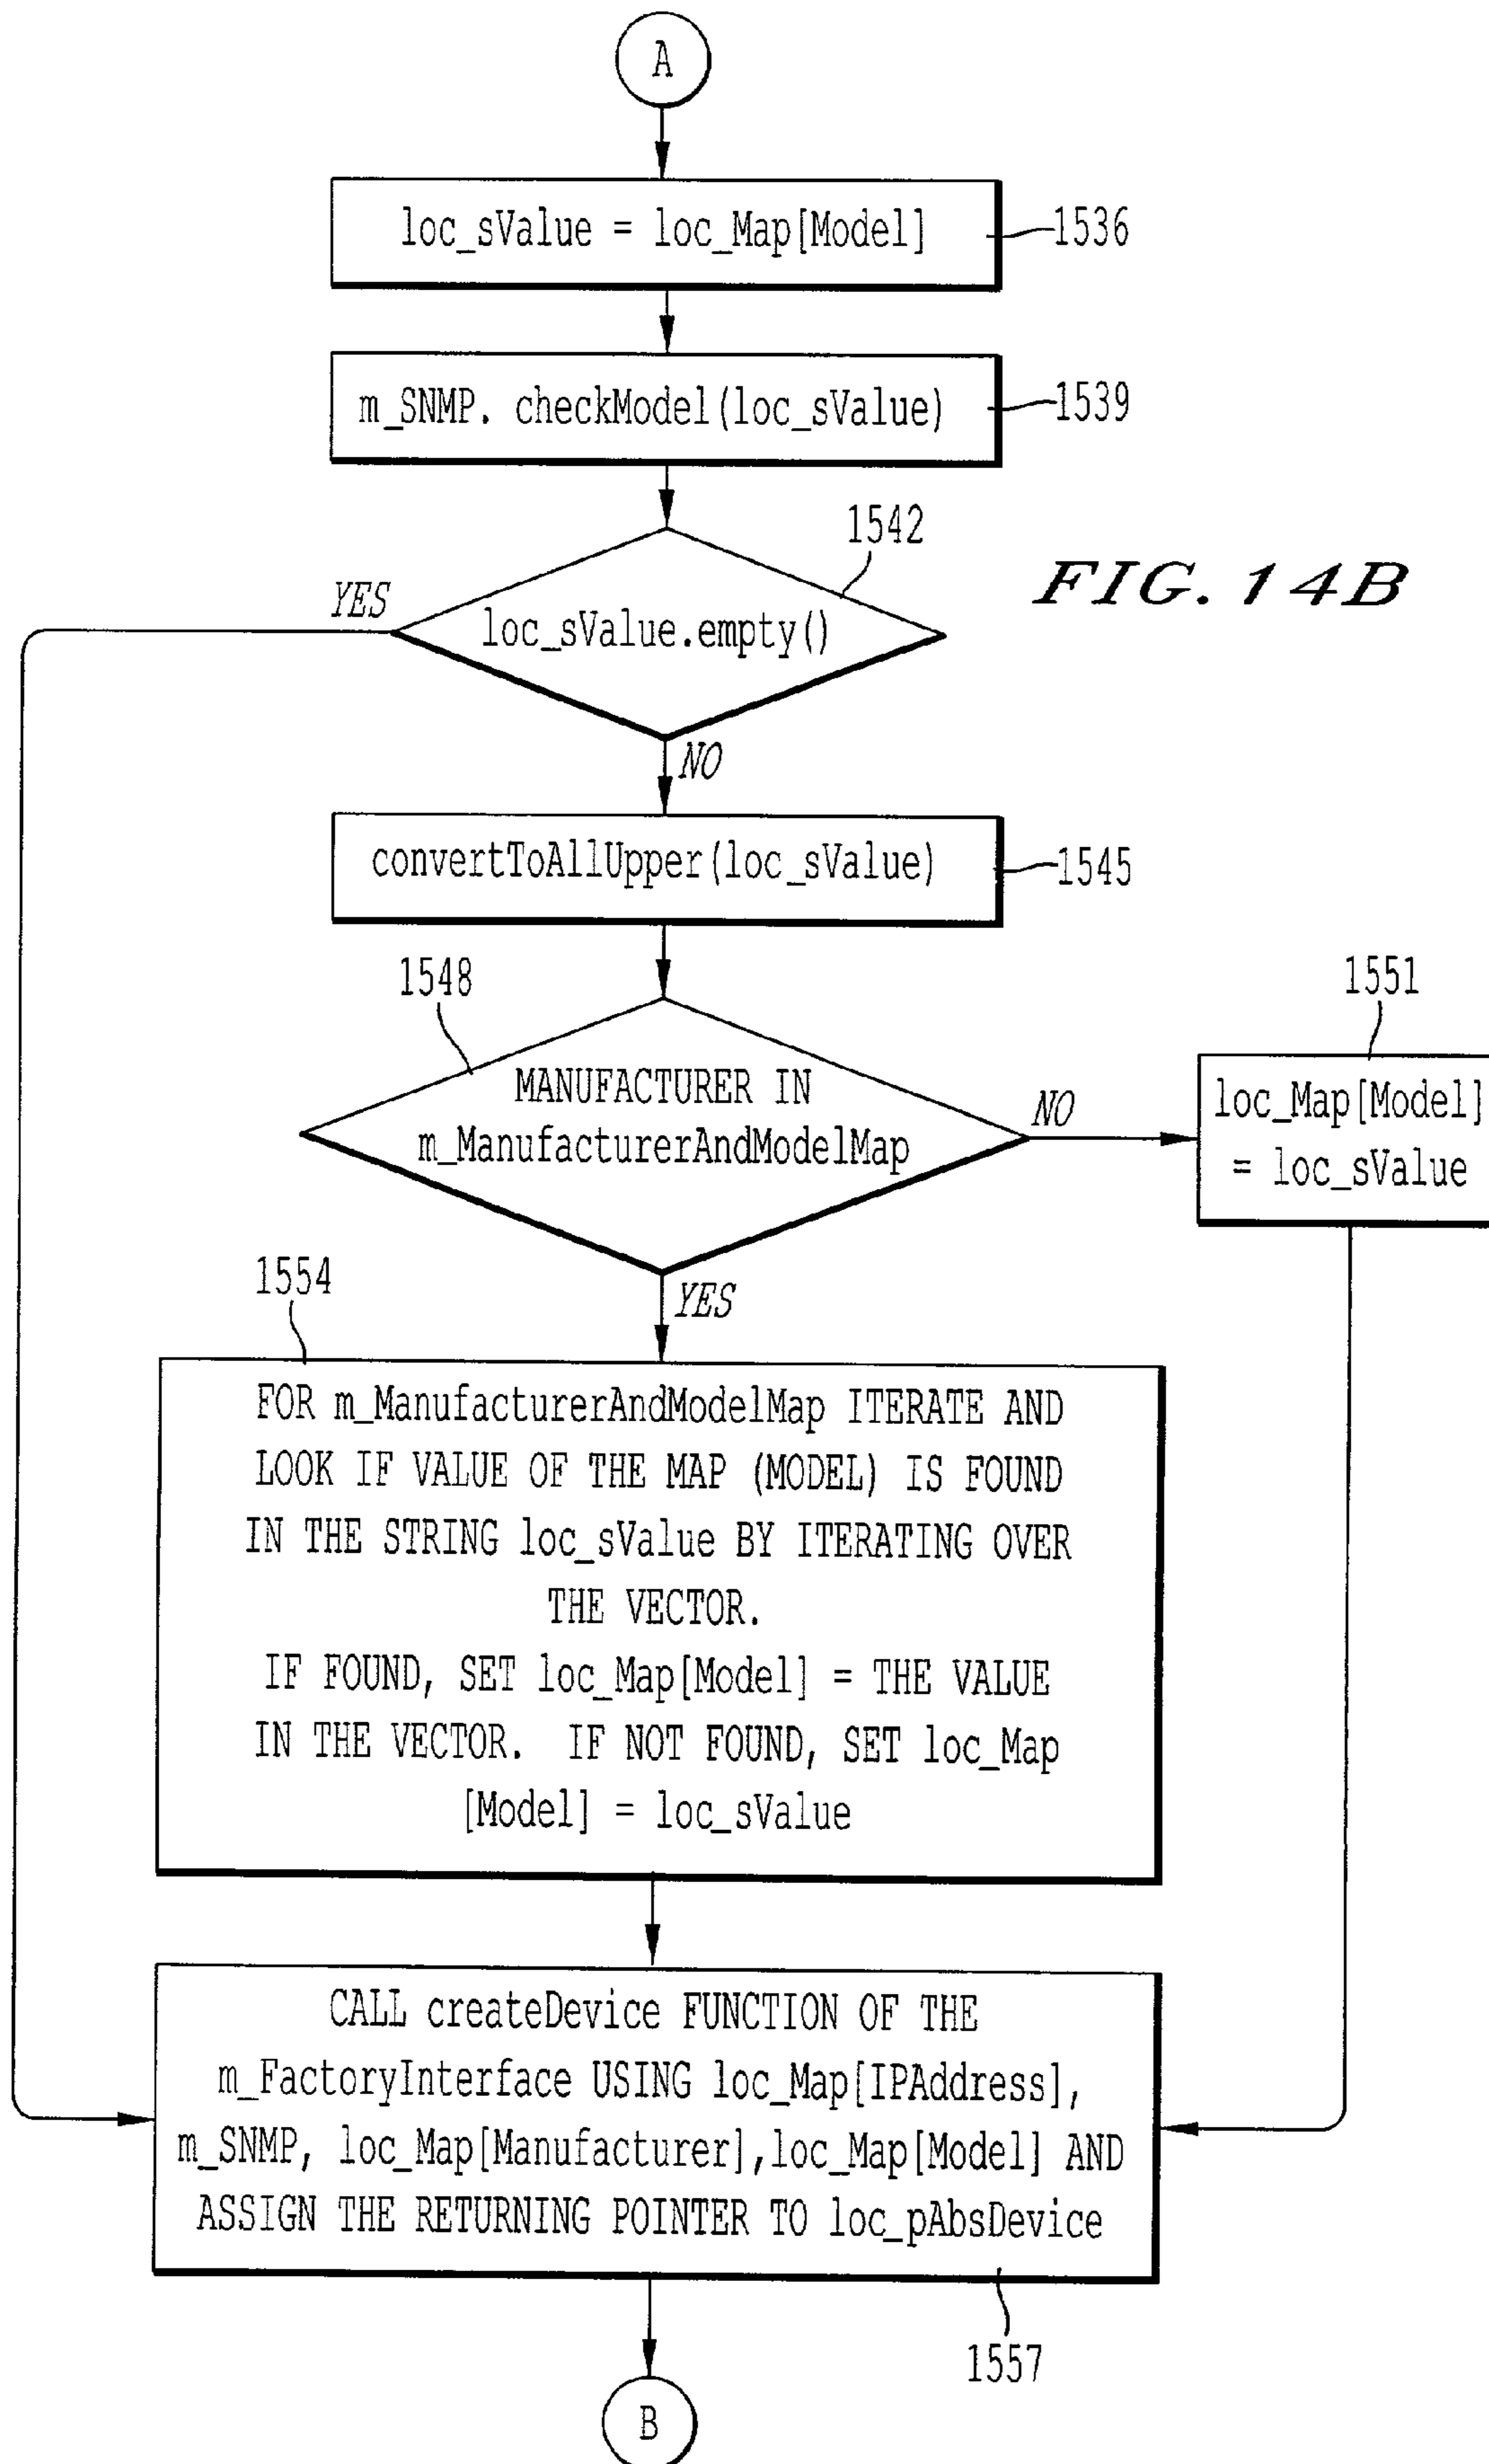 A
loc_sValue = loc_Map[Model]
1536
m_SNMP. checkModel(loc_sValue)
1539
1542
FIG. 14B
YES
loc_sValue.empty()
NO
convertToAllUpper(loc_sValue)
1545
1548
1551
MANUFACTURER IN
m_ManufacturerAndModelMap
NO
loc_Map[Model]
= loc_sValue
1554
YES
FOR m_ManufacturerAndModelMap ITERATE AND
LOOK IF VALUE OF THE MAP (MODEL) IS FOUND
IN THE STRING loc_sValue BY ITERATING OVER
THE VECTOR.
IF FOUND, SET loc_Map[Model] = THE VALUE
IN THE VECTOR. IF NOT FOUND, SET loc_Map
[Model] = loc_sValue
CALL createDevice FUNCTION OF THE
m_FactoryInterface USING loc_Map[IPAddress],
m_SNMP, loc_Map[Manufacturer],loc_Map[Model] AND
ASSIGN THE RETURNING POINTER TO loc_pAbsDevice
1557
B